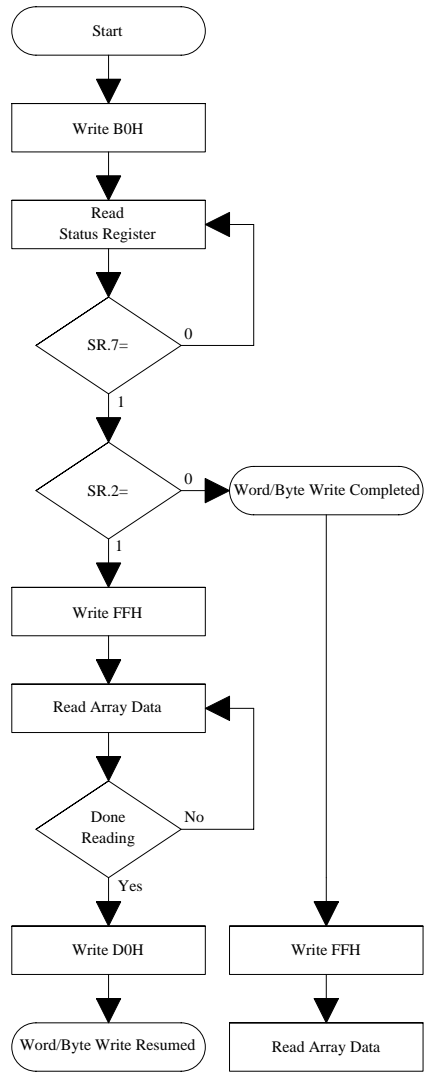 Start
Write B0H
Read
Status Register
SR.7=
0
1
SR.2=
0
Word/Byte Write Completed
1
Write FFH
Read Array Data
Done
Reading
No
Yes
Write D0H
Write FFH
Word/Byte Write Resumed
Read Array Data